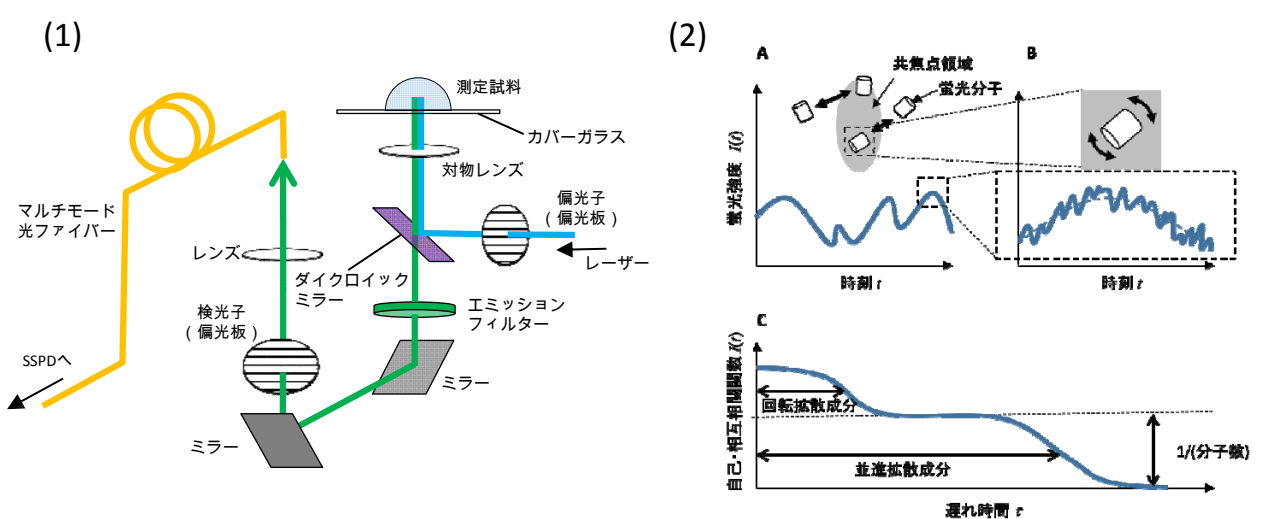 (1)
測定試料
カバーガラス
対物レンズ
偏光子
(偏光板)
レーザー
マルチモード
光ファイバー
レンズ
ダイクロイック
ミラー
検光子
(偏光板)
エミッション
フィルター
SSPDへ
ミラー
ミラー
(2)
A
共焦点領域
蛍光分子
B
蛍光強度 I(t)
時刻 t
時刻 t
C
自己・相互相関関数 I(t)
回転拡散成分
並進拡散成分
1/(分子数)
遅れ時間 τ